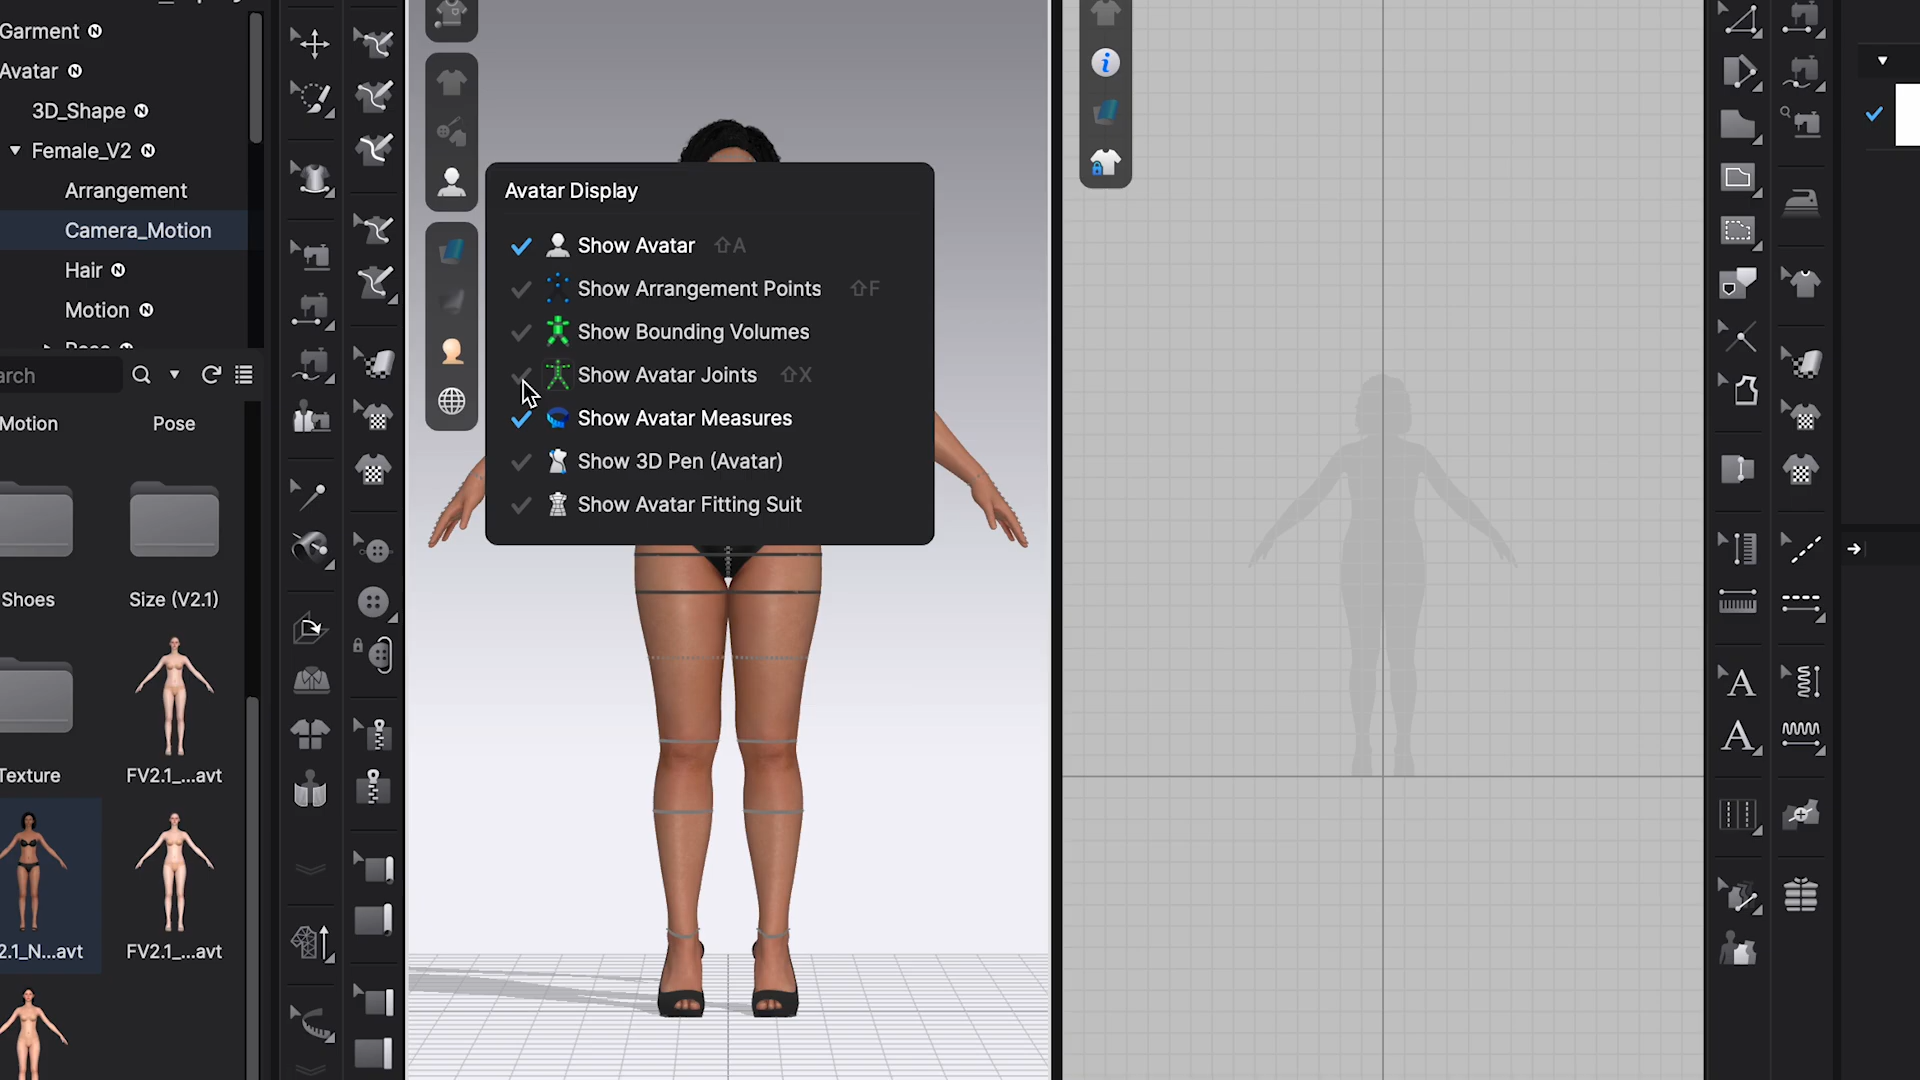 Garment
Avatar
3D_Shape
Female_V2
Arrangement
Camera_Motion
Hair
Motion
arch
Motion
Pose
Shoes
Size (V2.1)
Texture
FV2.1_...avt
2.1_N...avt
FV2.1_...avt
Avatar Display
Show Avatar ⇧A
Show Arrangement Points ⇧F
Show Bounding Volumes
Show Avatar Joints ⇧X
Show Avatar Measures
Show 3D Pen (Avatar)
Show Avatar Fitting Suit